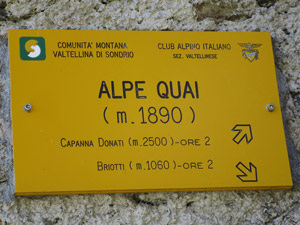 COMUNITA' MONTANA
VALTELLINA DI SONDRIO
CLUB ALPINO ITALIANO
SEZ. VALTELLINESE
ALPE QUAI
( m. 1890 )
CAPANNA DONATI (m. 2500) - ORE 2
BRIOTTI (m. 1060) - ORE 2